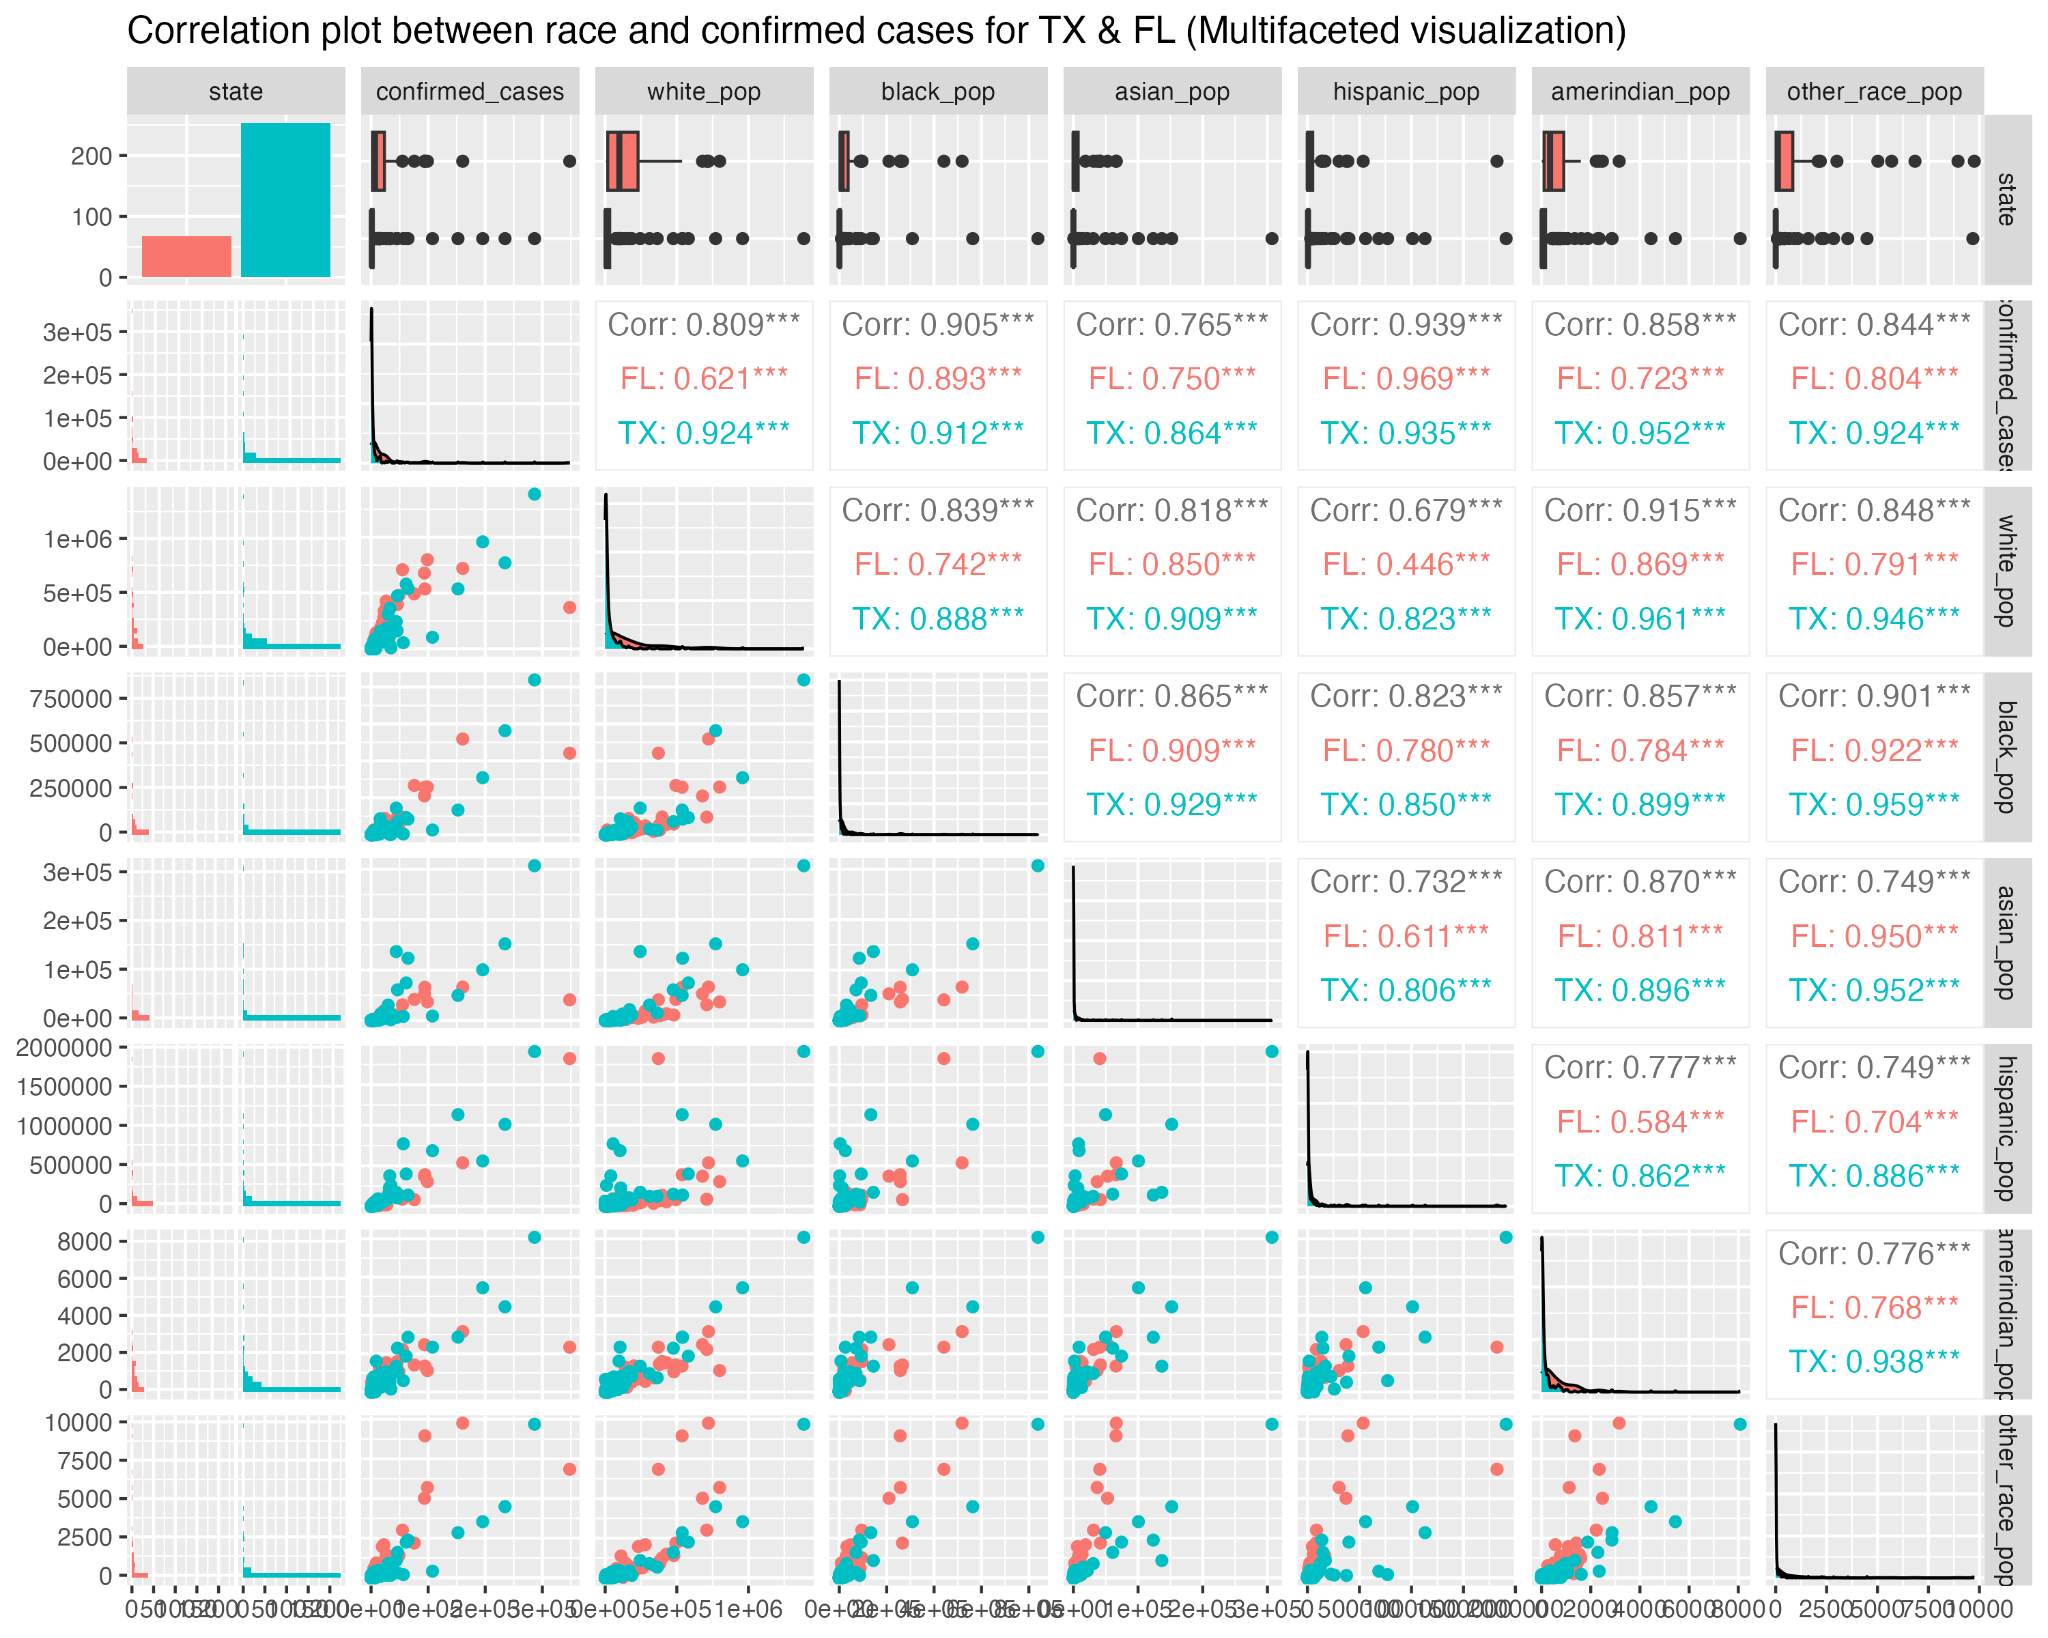 Correlation plot between race and confirmed cases for TX & FL (Multifaceted visualization)
state confirmed_cases white_pop black_pop asian_pop hispanic_pop amerindian_pop other_race_pop
200
100
0
state
3e+05
2e+05
1e+05
0e+00
Corr: 0.809*** Corr: 0.905*** Corr: 0.765*** Corr: 0.939*** Corr: 0.858*** Corr: 0.844***
FL: 0.621*** FL: 0.893*** FL: 0.750*** FL: 0.969*** FL: 0.723*** FL: 0.804***
TX: 0.924*** TX: 0.912*** TX: 0.864*** TX: 0.935*** TX: 0.952*** TX: 0.924***
confirmed_cases
1e+06
5e+05
0e+00
Corr: 0.839*** Corr: 0.818*** Corr: 0.679*** Corr: 0.915*** Corr: 0.848***
FL: 0.742*** FL: 0.850*** FL: 0.446*** FL: 0.869*** FL: 0.791***
TX: 0.888*** TX: 0.909*** TX: 0.823*** TX: 0.961*** TX: 0.946***
white_pop
750000
500000
250000
0
Corr: 0.865*** Corr: 0.823*** Corr: 0.857*** Corr: 0.901***
FL: 0.909*** FL: 0.780*** FL: 0.784*** FL: 0.922***
TX: 0.929*** TX: 0.850*** TX: 0.899*** TX: 0.959***
black_pop
3e+05
2e+05
1e+05
0e+00
Corr: 0.732*** Corr: 0.870*** Corr: 0.749***
FL: 0.611*** FL: 0.811*** FL: 0.950***
TX: 0.806*** TX: 0.896*** TX: 0.952***
asian_pop
2000000
1500000
1000000
500000
0
Corr: 0.777*** Corr: 0.749***
FL: 0.584*** FL: 0.704***
TX: 0.862*** TX: 0.886***
hispanic_pop
8000
6000
4000
2000
0
Corr: 0.776***
FL: 0.768***
TX: 0.938***
amerindian_pop
10000
7500
5000
2500
0
other_race_pop
0 2000 4000 6000 8000 0 2500 5000 7500 10000